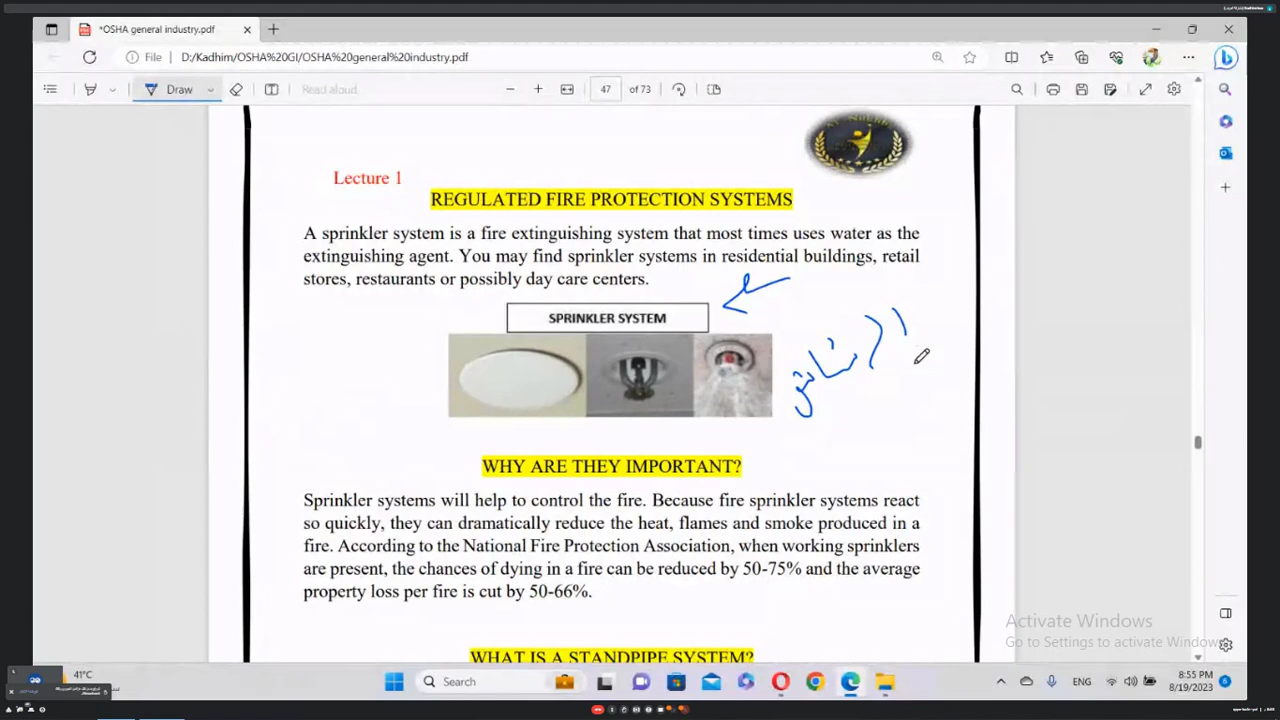 *OSHA general industry.pdf
File D:/Kadhim/OSHA%20GI/OSHA%20general%20industry.pdf
Draw Read aloud 47 of 73
Lecture 1
REGULATED FIRE PROTECTION SYSTEMS
A sprinkler system is a fire extinguishing system that most times uses water as the
extinguishing agent. You may find sprinkler systems in residential buildings, retail
stores, restaurants or possibly day care centers.
SPRINKLER SYSTEM
WHY ARE THEY IMPORTANT?
Sprinkler systems will help to control the fire. Because fire sprinkler systems react
so quickly, they can dramatically reduce the heat, flames and smoke produced in a
fire. According to the National Fire Protection Association, when working sprinklers
are present, the chances of dying in a fire can be reduced by 50-75% and the average
property loss per fire is cut by 50-66%.
WHAT IS A STANDPIPE SYSTEM?
Activate Windows
Go to Settings to activate Windows.
41°C
Search
ENG
8:55 PM
8/19/2023